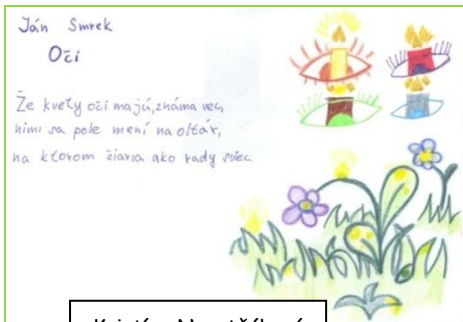 Ján Smrek
Oči
Že kvety oči majú, známa vec,
nimi sa pole mení na oltár,
na ktorom žiaria ako rady sviec